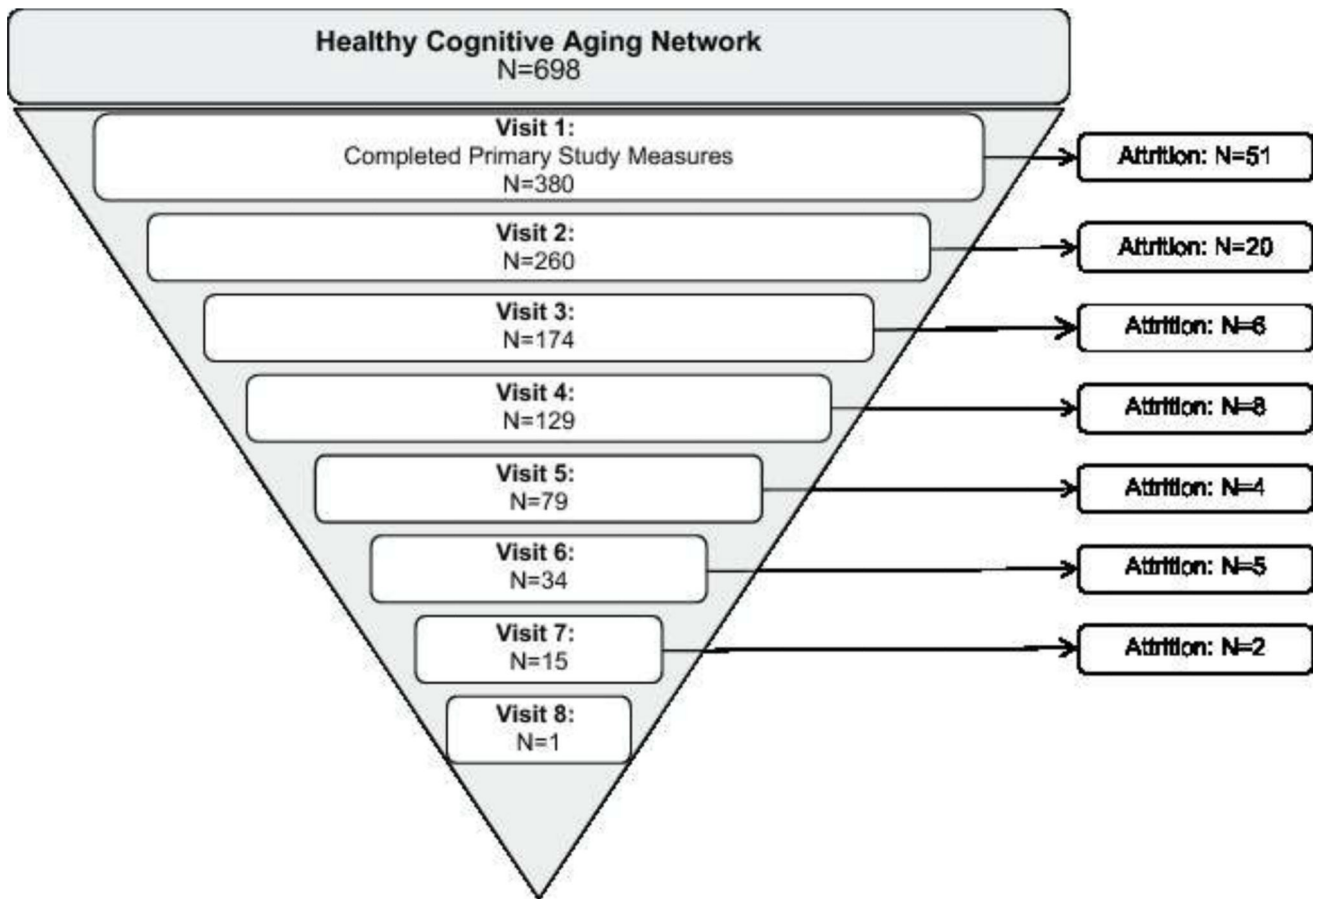 Healthy Cognitive Aging Network
N=698
Visit 1:
Completed Primary Study Measures
N=380
Attrition: N=51
Visit 2:
N=260
Attrition: N=20
Visit 3:
N=174
Attrition: N=6
Visit 4:
N=129
Attrition: N=8
Visit 5:
N=79
Attrition: N=4
Visit 6:
N=34
Attrition: N=5
Visit 7:
N=15
Attrition: N=2
Visit 8:
N=1